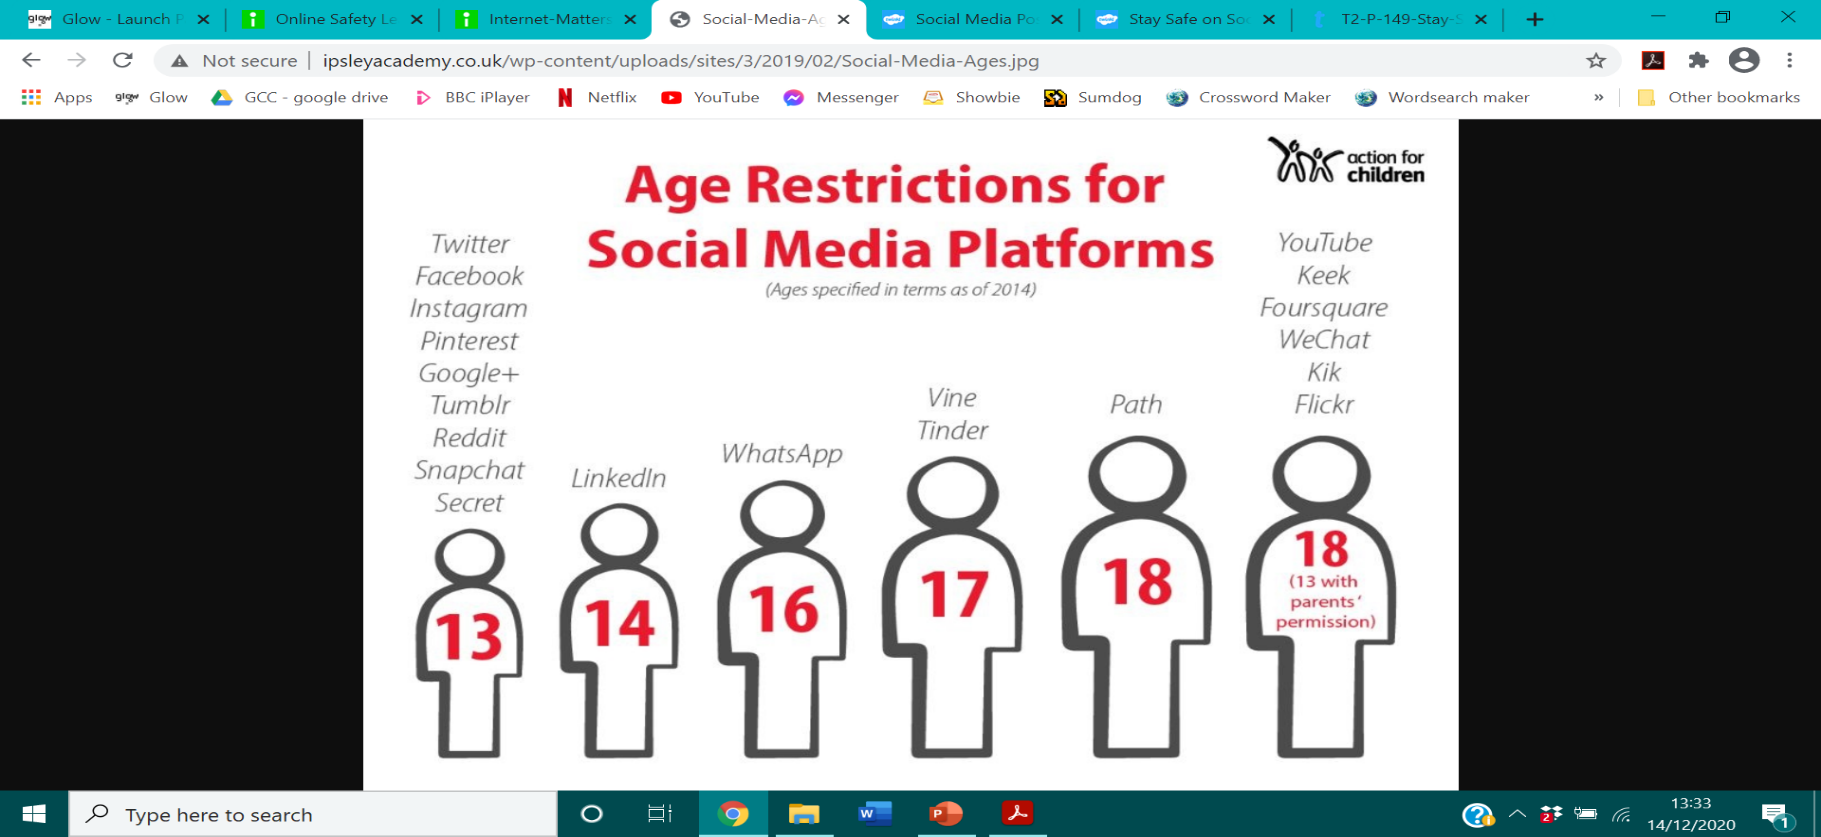 glow Glow - Launch P
Online Safety Le
Internet-Matters
Social-Media-Ag
Social Media Po
Stay Safe on Soc
T2-P-149-Stay-S
Not secure | ipsleyacademy.co.uk/wp-content/uploads/sites/3/2019/02/Social-Media-Ages.jpg
Apps glow Glow GCC - google drive BBC iPlayer Netflix YouTube Messenger Showbie Sumdog Crossword Maker Wordsearch maker » Other bookmarks
action for
children
Age Restrictions for
Social Media Platforms
(Ages specified in terms as of 2014)
Twitter
Facebook
Instagram
Pinterest
Google+
Tumblr
Reddit
Snapchat
Secret
13
LinkedIn
14
WhatsApp
16
Vine
Tinder
17
Path
18
YouTube
Keek
Foursquare
WeChat
Kik
Flickr
18
(13 with
parents'
permission)
Type here to search
13:33
14/12/2020
2
1